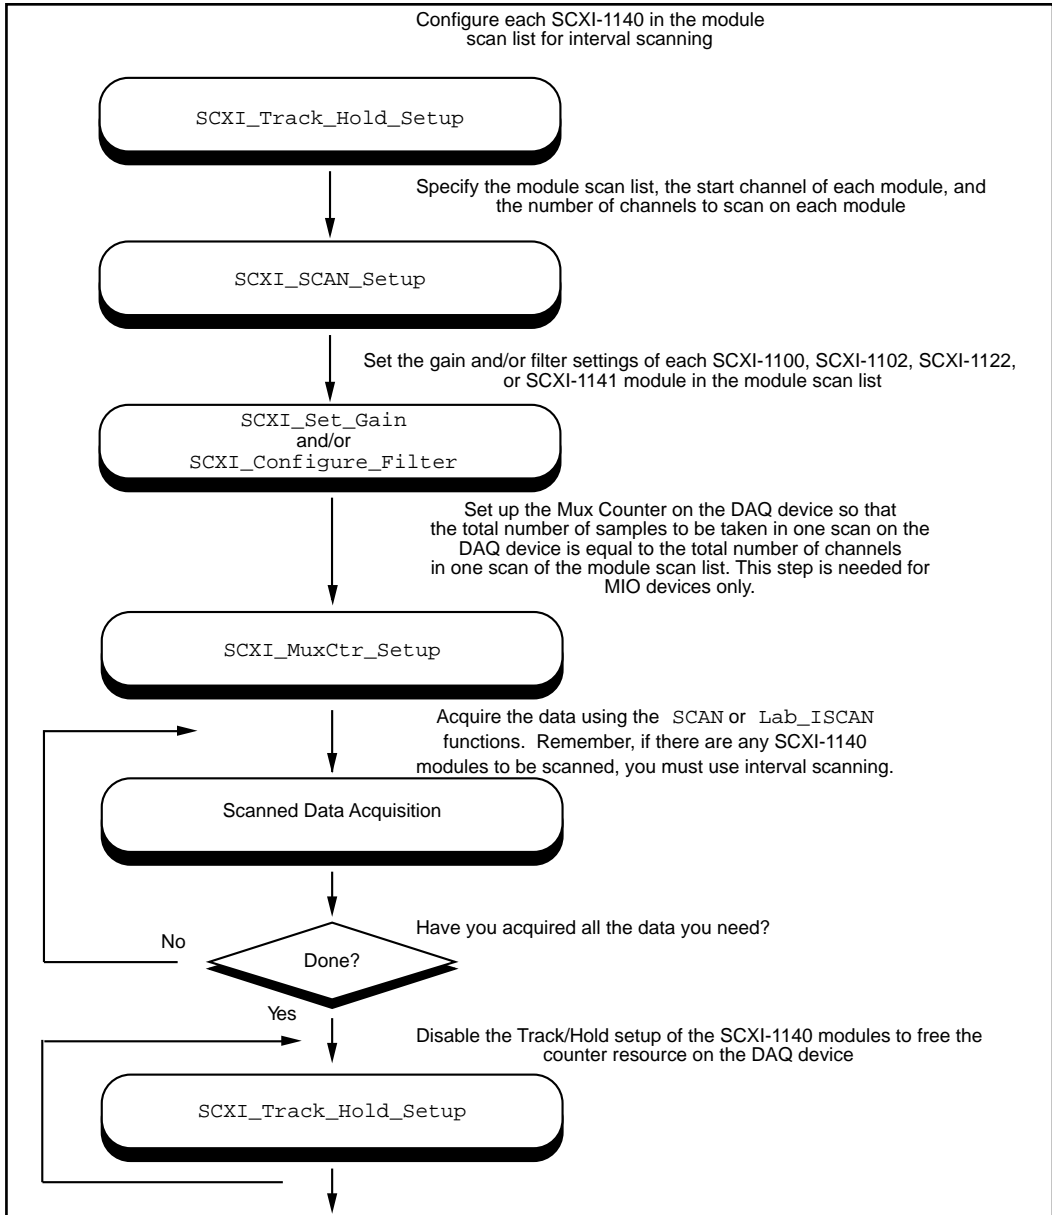 Configure each SCXI-1140 in the module
scan list for interval scanning
SCXI_Track_Hold_Setup
Specify the module scan list, the start channel of each module, and
the number of channels to scan on each module
SCXI_SCAN_Setup
Set the gain and/or filter settings of each SCXI-1100, SCXI-1102, SCXI-1122,
or SCXI-1141 module in the module scan list
SCXI_Set_Gain
and/or
SCXI_Configure_Filter
Set up the Mux Counter on the DAQ device so that
the total number of samples to be taken in one scan on the
DAQ device is equal to the total number of channels
in one scan of the module scan list. This step is needed for
MIO devices only.
SCXI_MuxCtr_Setup
Acquire the data using the SCAN or Lab_ISCAN
functions. Remember, if there are any SCXI-1140
modules to be scanned, you must use interval scanning.
Scanned Data Acquisition
Have you acquired all the data you need?
No
Done?
Yes
Disable the Track/Hold setup of the SCXI-1140 modules to free the
counter resource on the DAQ device
SCXI_Track_Hold_Setup